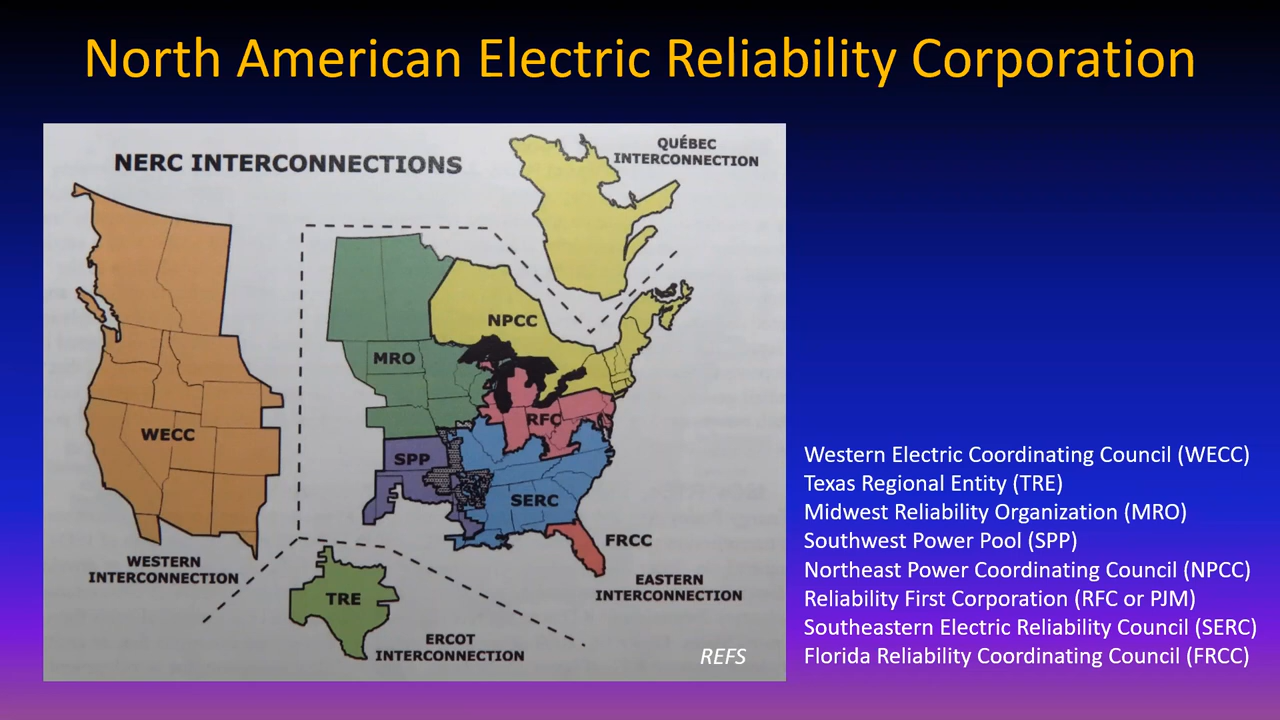 North American Electric Reliability Corporation
NERC INTERCONNECTIONS
QUÉBEC
INTERCONNECTION
NPCC
MRO
RFC
WECC
SPP
SERC
FRCC
WESTERN
INTERCONNECTION
EASTERN
INTERCONNECTION
TRE
ERCOT
INTERCONNECTION
REFS
Western Electric Coordinating Council (WECC)
Texas Regional Entity (TRE)
Midwest Reliability Organization (MRO)
Southwest Power Pool (SPP)
Northeast Power Coordinating Council (NPCC)
Reliability First Corporation (RFC or PJM)
Southeastern Electric Reliability Council (SERC)
Florida Reliability Coordinating Council (FRCC)